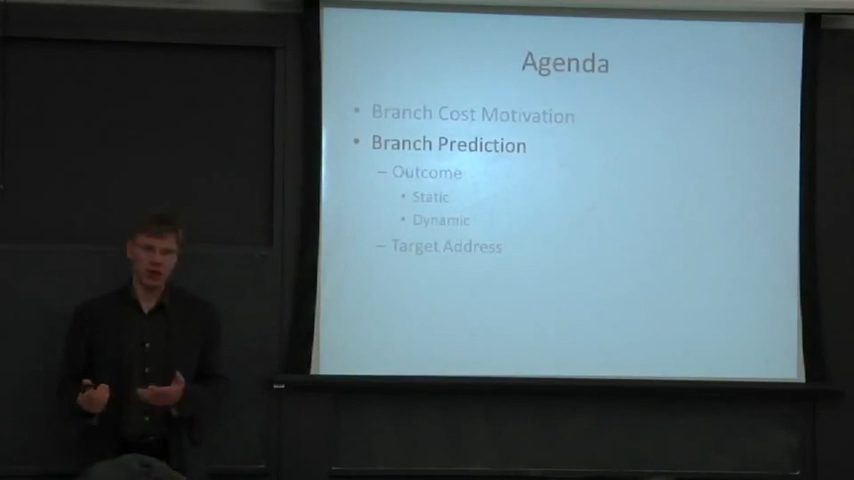 Agenda
• Branch Cost Motivation
• Branch Prediction
– Outcome
• Static
• Dynamic
– Target Address